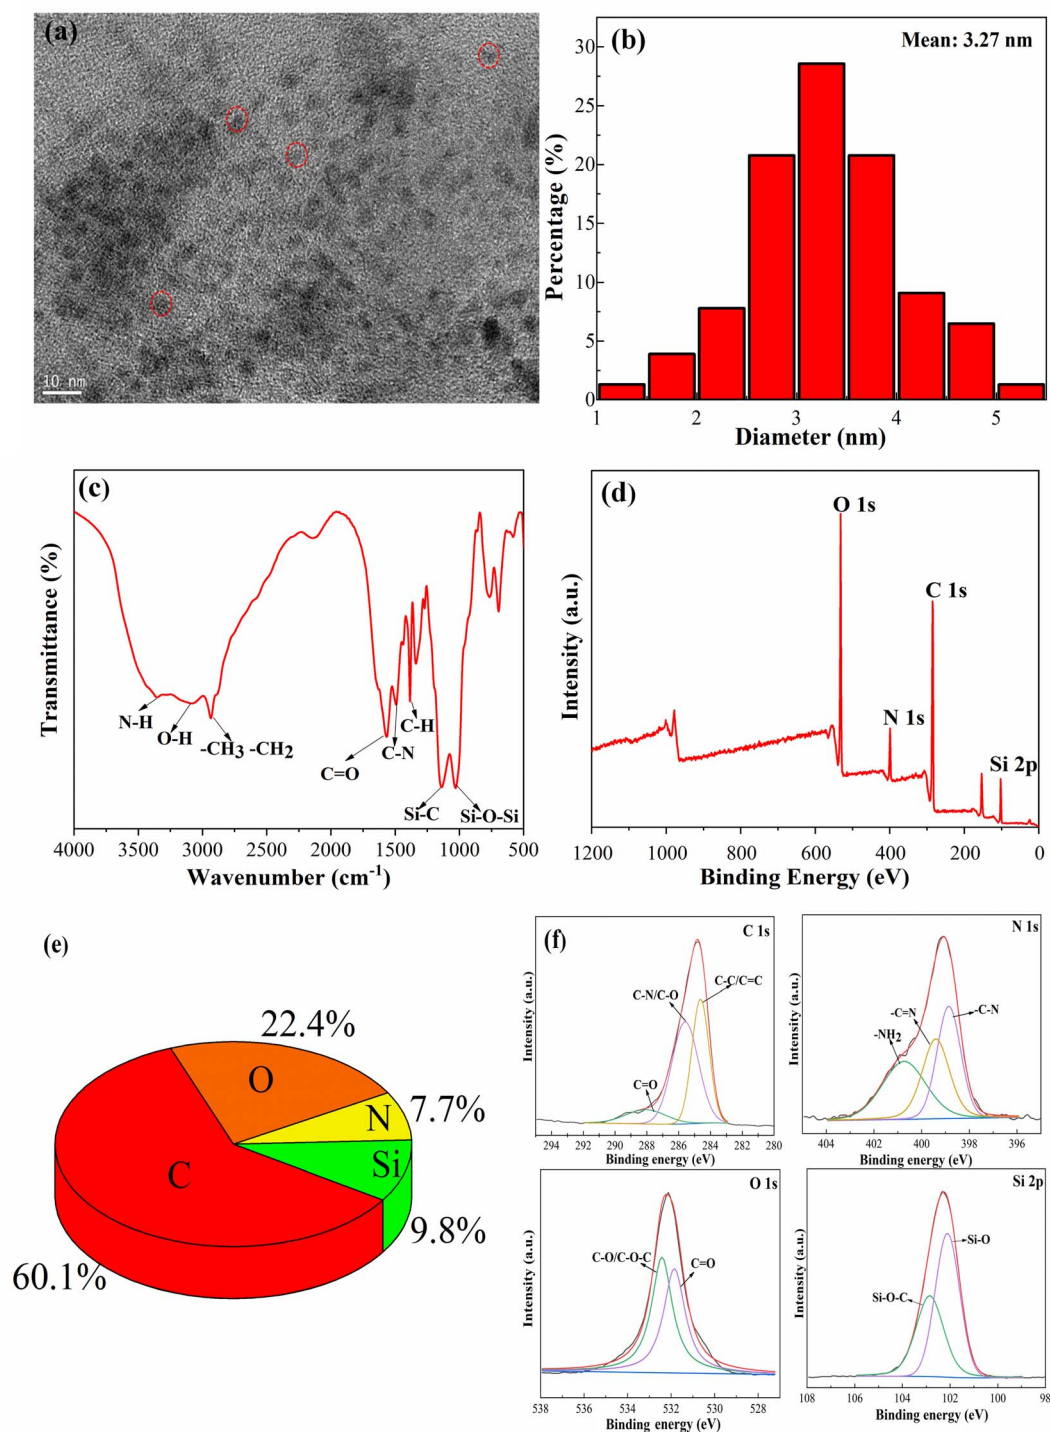 (a)
10 nm
(b)
Mean: 3.27 nm
Percentage (%)
30
25
20
15
10
5
0
1 2 3 4 5
Diameter (nm)
(c)
Transmittance (%)
N-H
O-H
-CH3 -CH2
C=O
C-N
C-H
Si-C
Si-O-Si
4000 3500 3000 2500 2000 1500 1000 500
Wavenumber (cm-1)
(d)
O 1s
C 1s
N 1s
Si 2p
Intensity (a.u.)
1200 1000 800 600 400 200 0
Binding Energy (eV)
(e)
22.4%
O
N
7.7%
C
Si
9.8%
60.1%
(f)
C 1s
C-N/C-O
C-C/C=C
C=O
Intensity (a.u.)
295 290 288 286 284 282 280
Binding energy (eV)
N 1s
-C=N
-C-N
-NH2
Intensity (a.u.)
404 402 400 398 396
Binding energy (eV)
O 1s
C-O/C-O-C
C=O
Intensity (a.u.)
538 536 534 532 530 528
Binding energy (eV)
Si 2p
Si-O
Si-O-C
Intensity (a.u.)
108 106 104 102 100 98
Binding energy (eV)